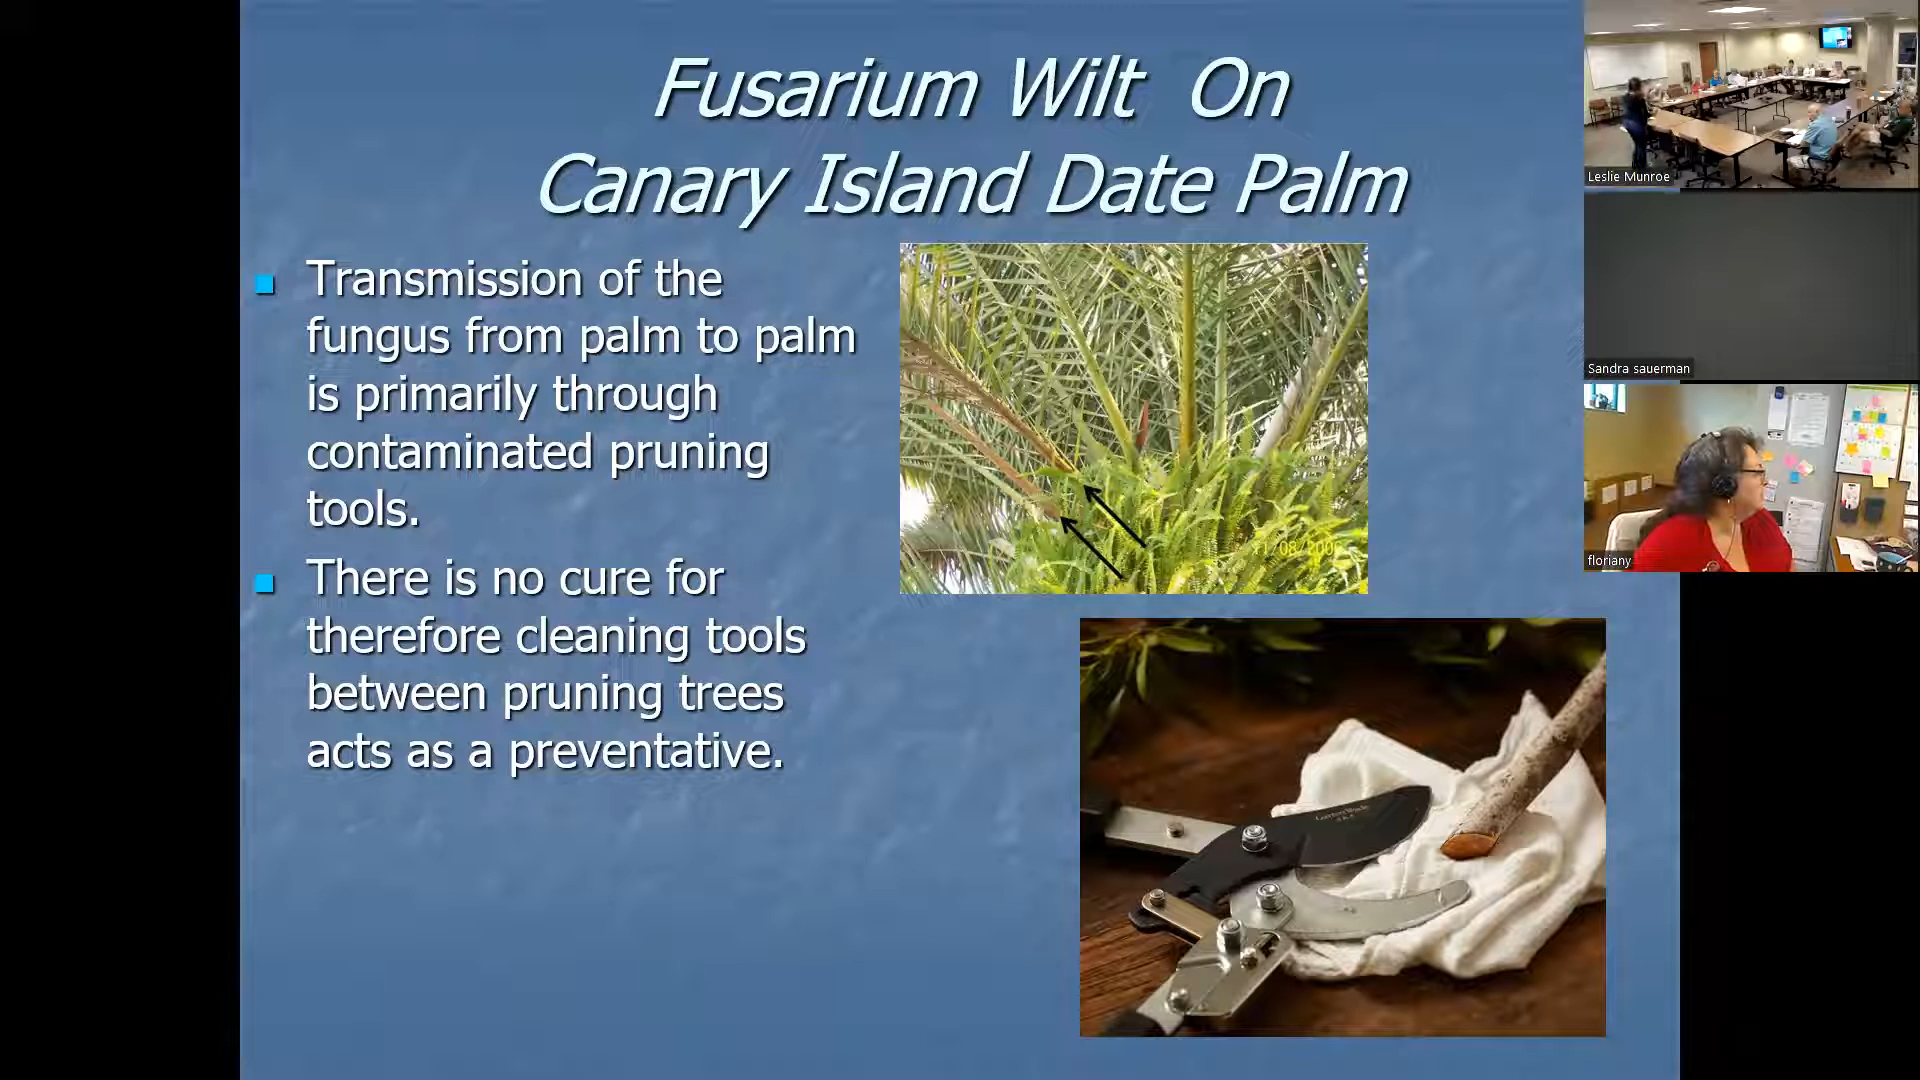 Fusarium Wilt On
Canary Island Date Palm
Transmission of the
fungus from palm to palm
is primarily through
contaminated pruning
tools.
There is no cure for
therefore cleaning tools
between pruning trees
acts as a preventative.
Leslie Munroe
Sandra sauerman
floriany